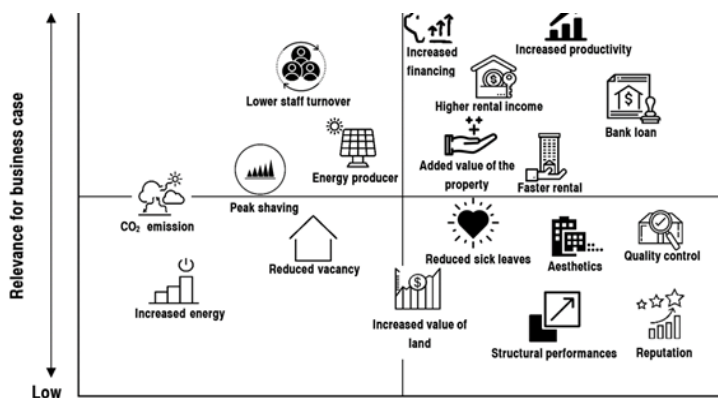 Increased
financing
Increased productivity
Lower staff turnover
Higher rental income
Bank loan
Energy producer
Added value of the
property
Faster rental
Peak shaving
CO₂ emission
Reduced vacancy
Reduced sick leaves
Aesthetics
Quality control
Increased energy
Increased value of
land
Structural performances
Reputation
Relevance for business case
Low